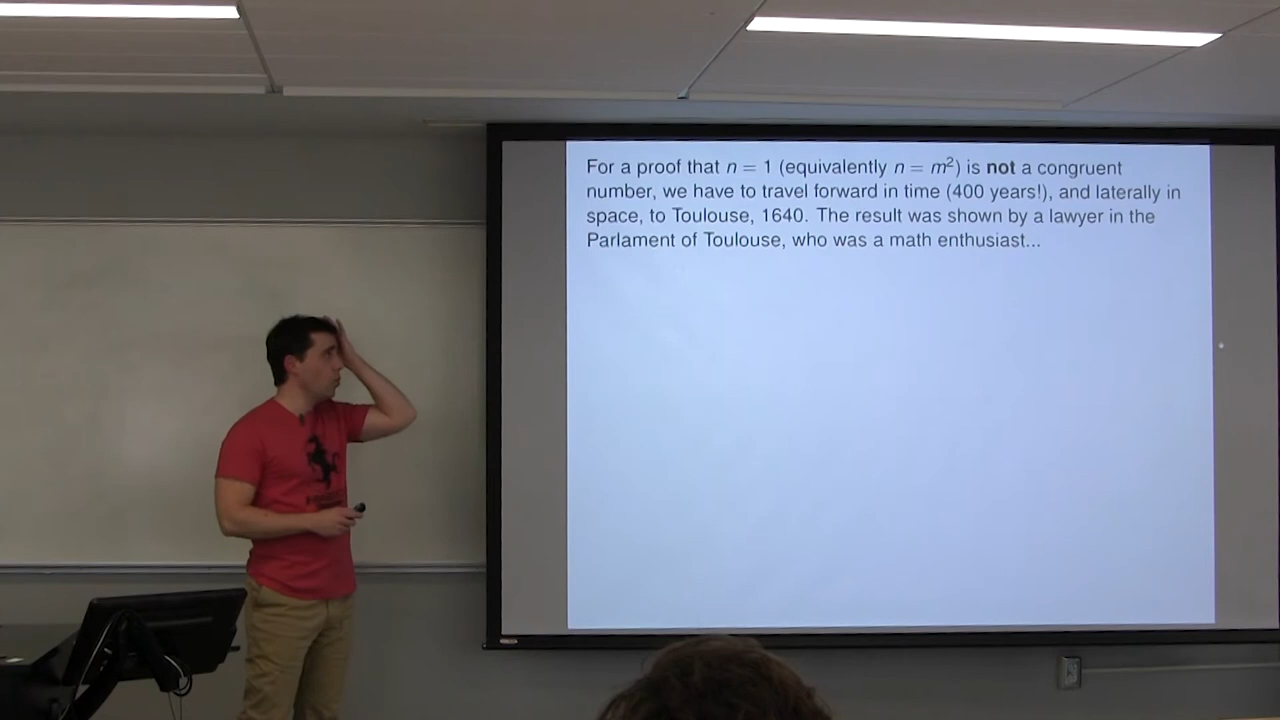 For a proof that n = 1 (equivalently n = m²) is not a congruent
number, we have to travel forward in time (400 years!), and laterally in
space, to Toulouse, 1640. The result was shown by a lawyer in the
Parlament of Toulouse, who was a math enthusiast...